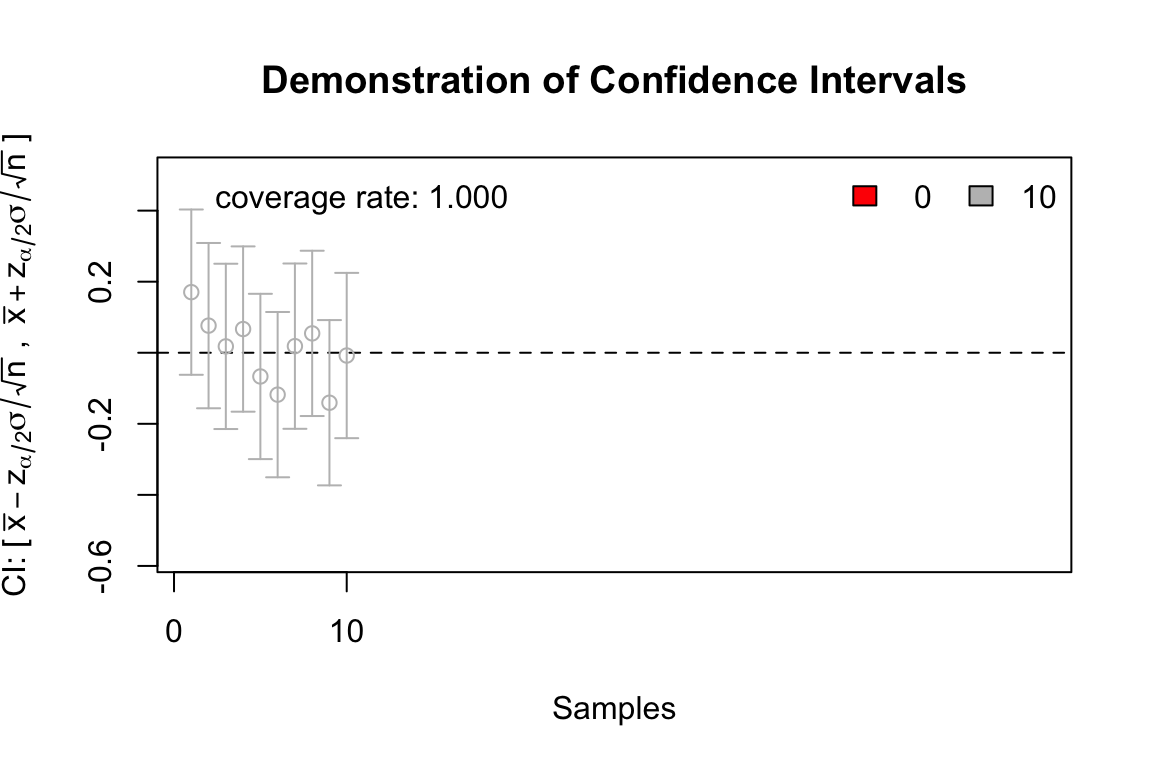 Demonstration of Confidence Intervals
coverage rate: 1.000
0 10
CI: [ x̅ − zα/2σ/√n , x̅ + zα/2σ/√n ]
0.2
-0.2
-0.6
0 10
Samples